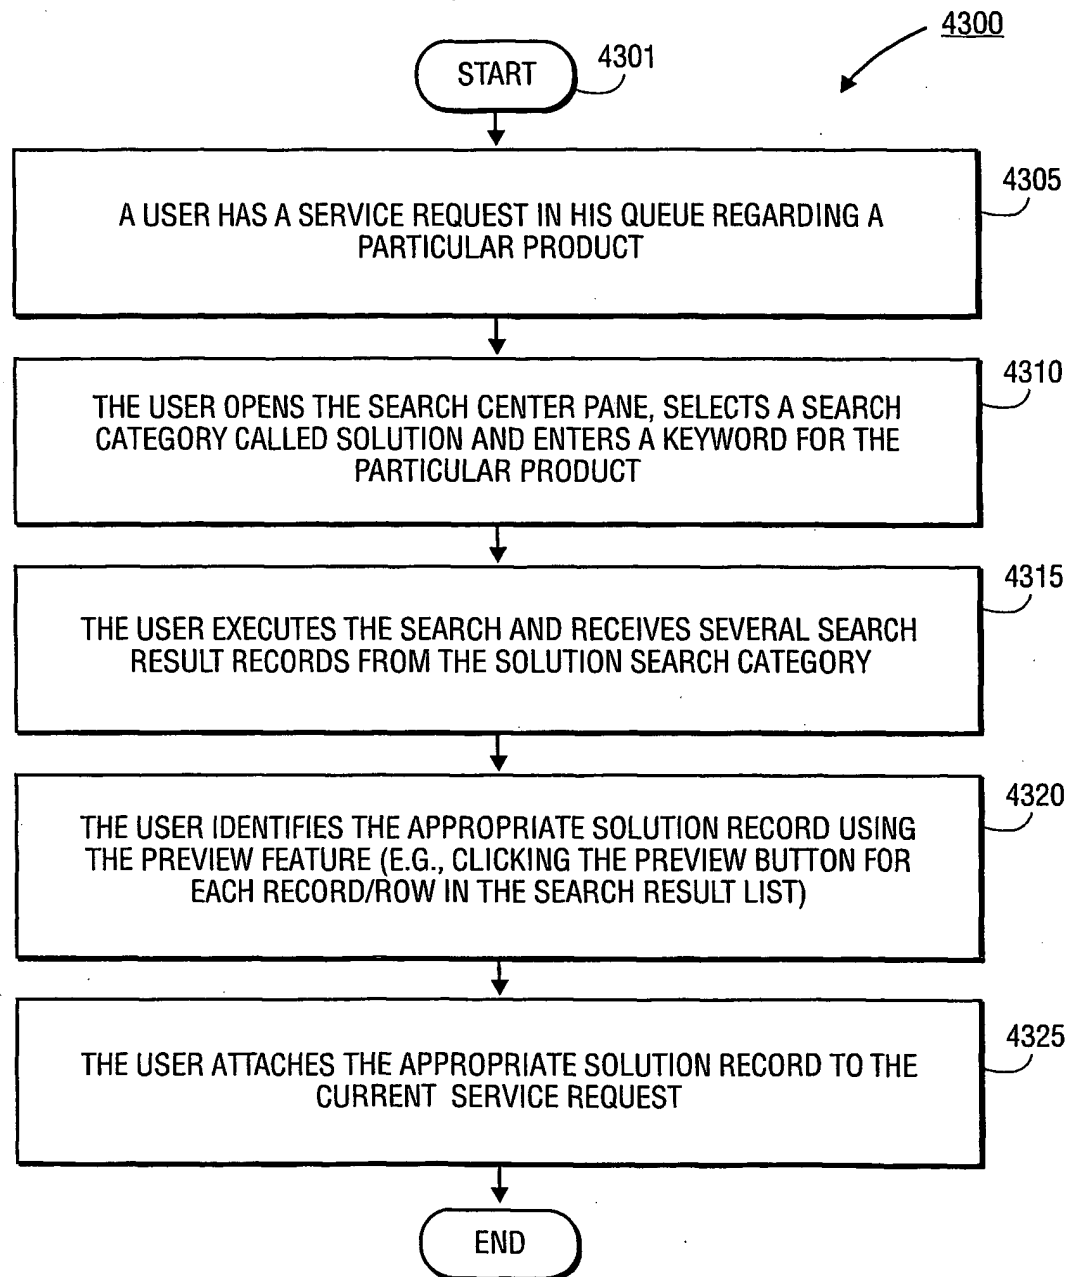 4300
START
4301
4305
A USER HAS A SERVICE REQUEST IN HIS QUEUE REGARDING A
PARTICULAR PRODUCT
4310
THE USER OPENS THE SEARCH CENTER PANE, SELECTS A SEARCH
CATEGORY CALLED SOLUTION AND ENTERS A KEYWORD FOR THE
PARTICULAR PRODUCT
4315
THE USER EXECUTES THE SEARCH AND RECEIVES SEVERAL SEARCH
RESULT RECORDS FROM THE SOLUTION SEARCH CATEGORY
4320
THE USER IDENTIFIES THE APPROPRIATE SOLUTION RECORD USING
THE PREVIEW FEATURE (E.G., CLICKING THE PREVIEW BUTTON FOR
EACH RECORD/ROW IN THE SEARCH RESULT LIST)
4325
THE USER ATTACHES THE APPROPRIATE SOLUTION RECORD TO THE
CURRENT SERVICE REQUEST
END